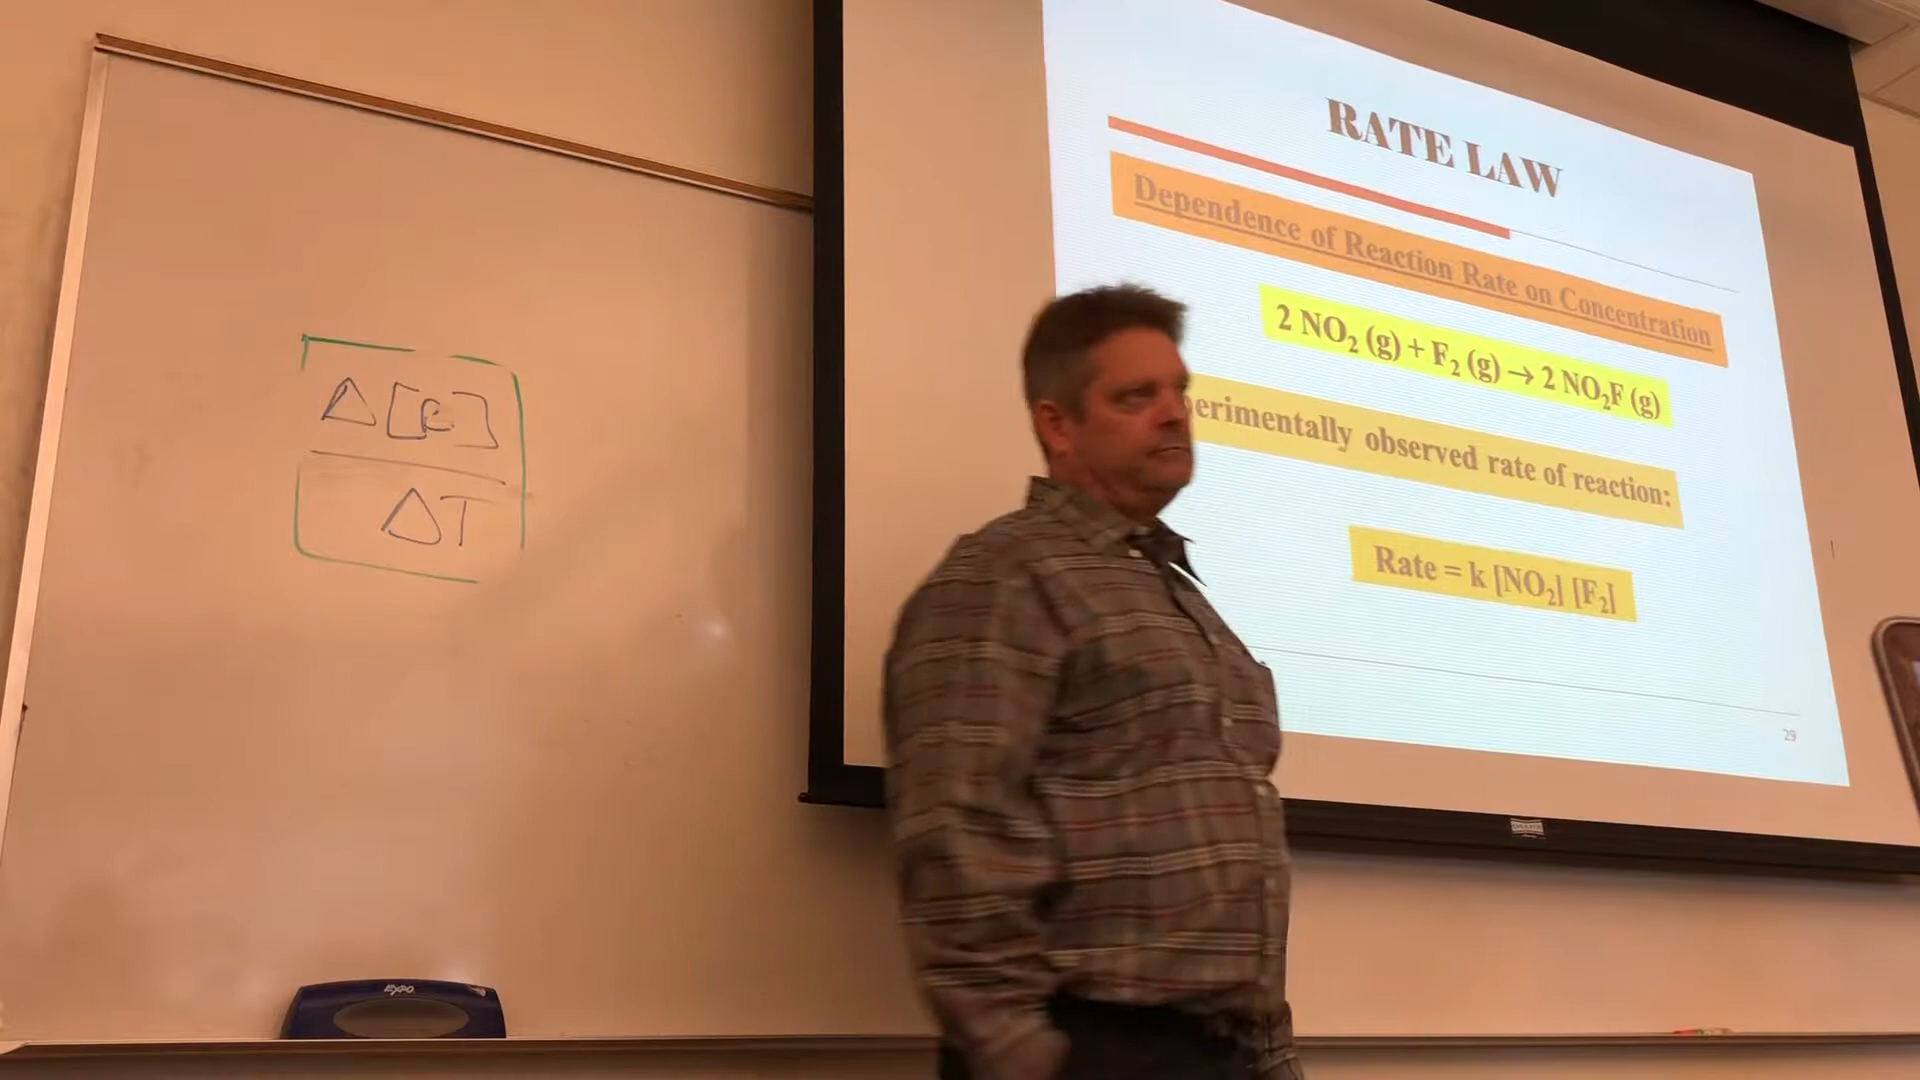 Δ[R]
ΔT
EXPO
RATE LAW
Dependence of Reaction Rate on Concentration
2 NO₂ (g) + F₂ (g) → 2 NO₂F (g)
perimentally observed rate of reaction:
Rate = k [NO₂] [F₂]
29